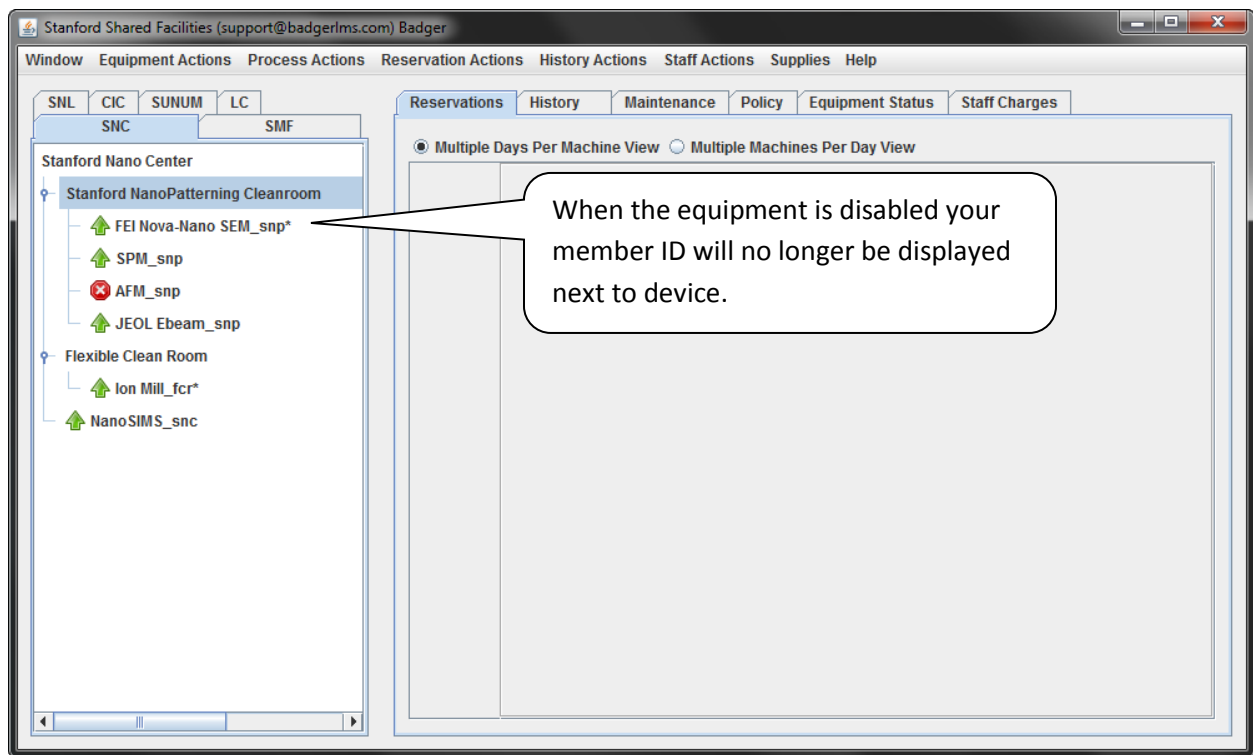 Stanford Shared Facilities (support@badgerlms.com) Badger
Window Equipment Actions Process Actions Reservation Actions History Actions Staff Actions Supplies Help
SNL CIC SUNUM LC
SNC SMF
Stanford Nano Center
Stanford NanoPatterning Cleanroom
FEI Nova-Nano SEM_snp*
SPM_snp
AFM_snp
JEOL Ebeam_snp
Flexible Clean Room
Ion Mill_fcr*
NanoSIMS_snc
Reservations History Maintenance Policy Equipment Status Staff Charges
Multiple Days Per Machine View Multiple Machines Per Day View
When the equipment is disabled your
member ID will no longer be displayed
next to device.